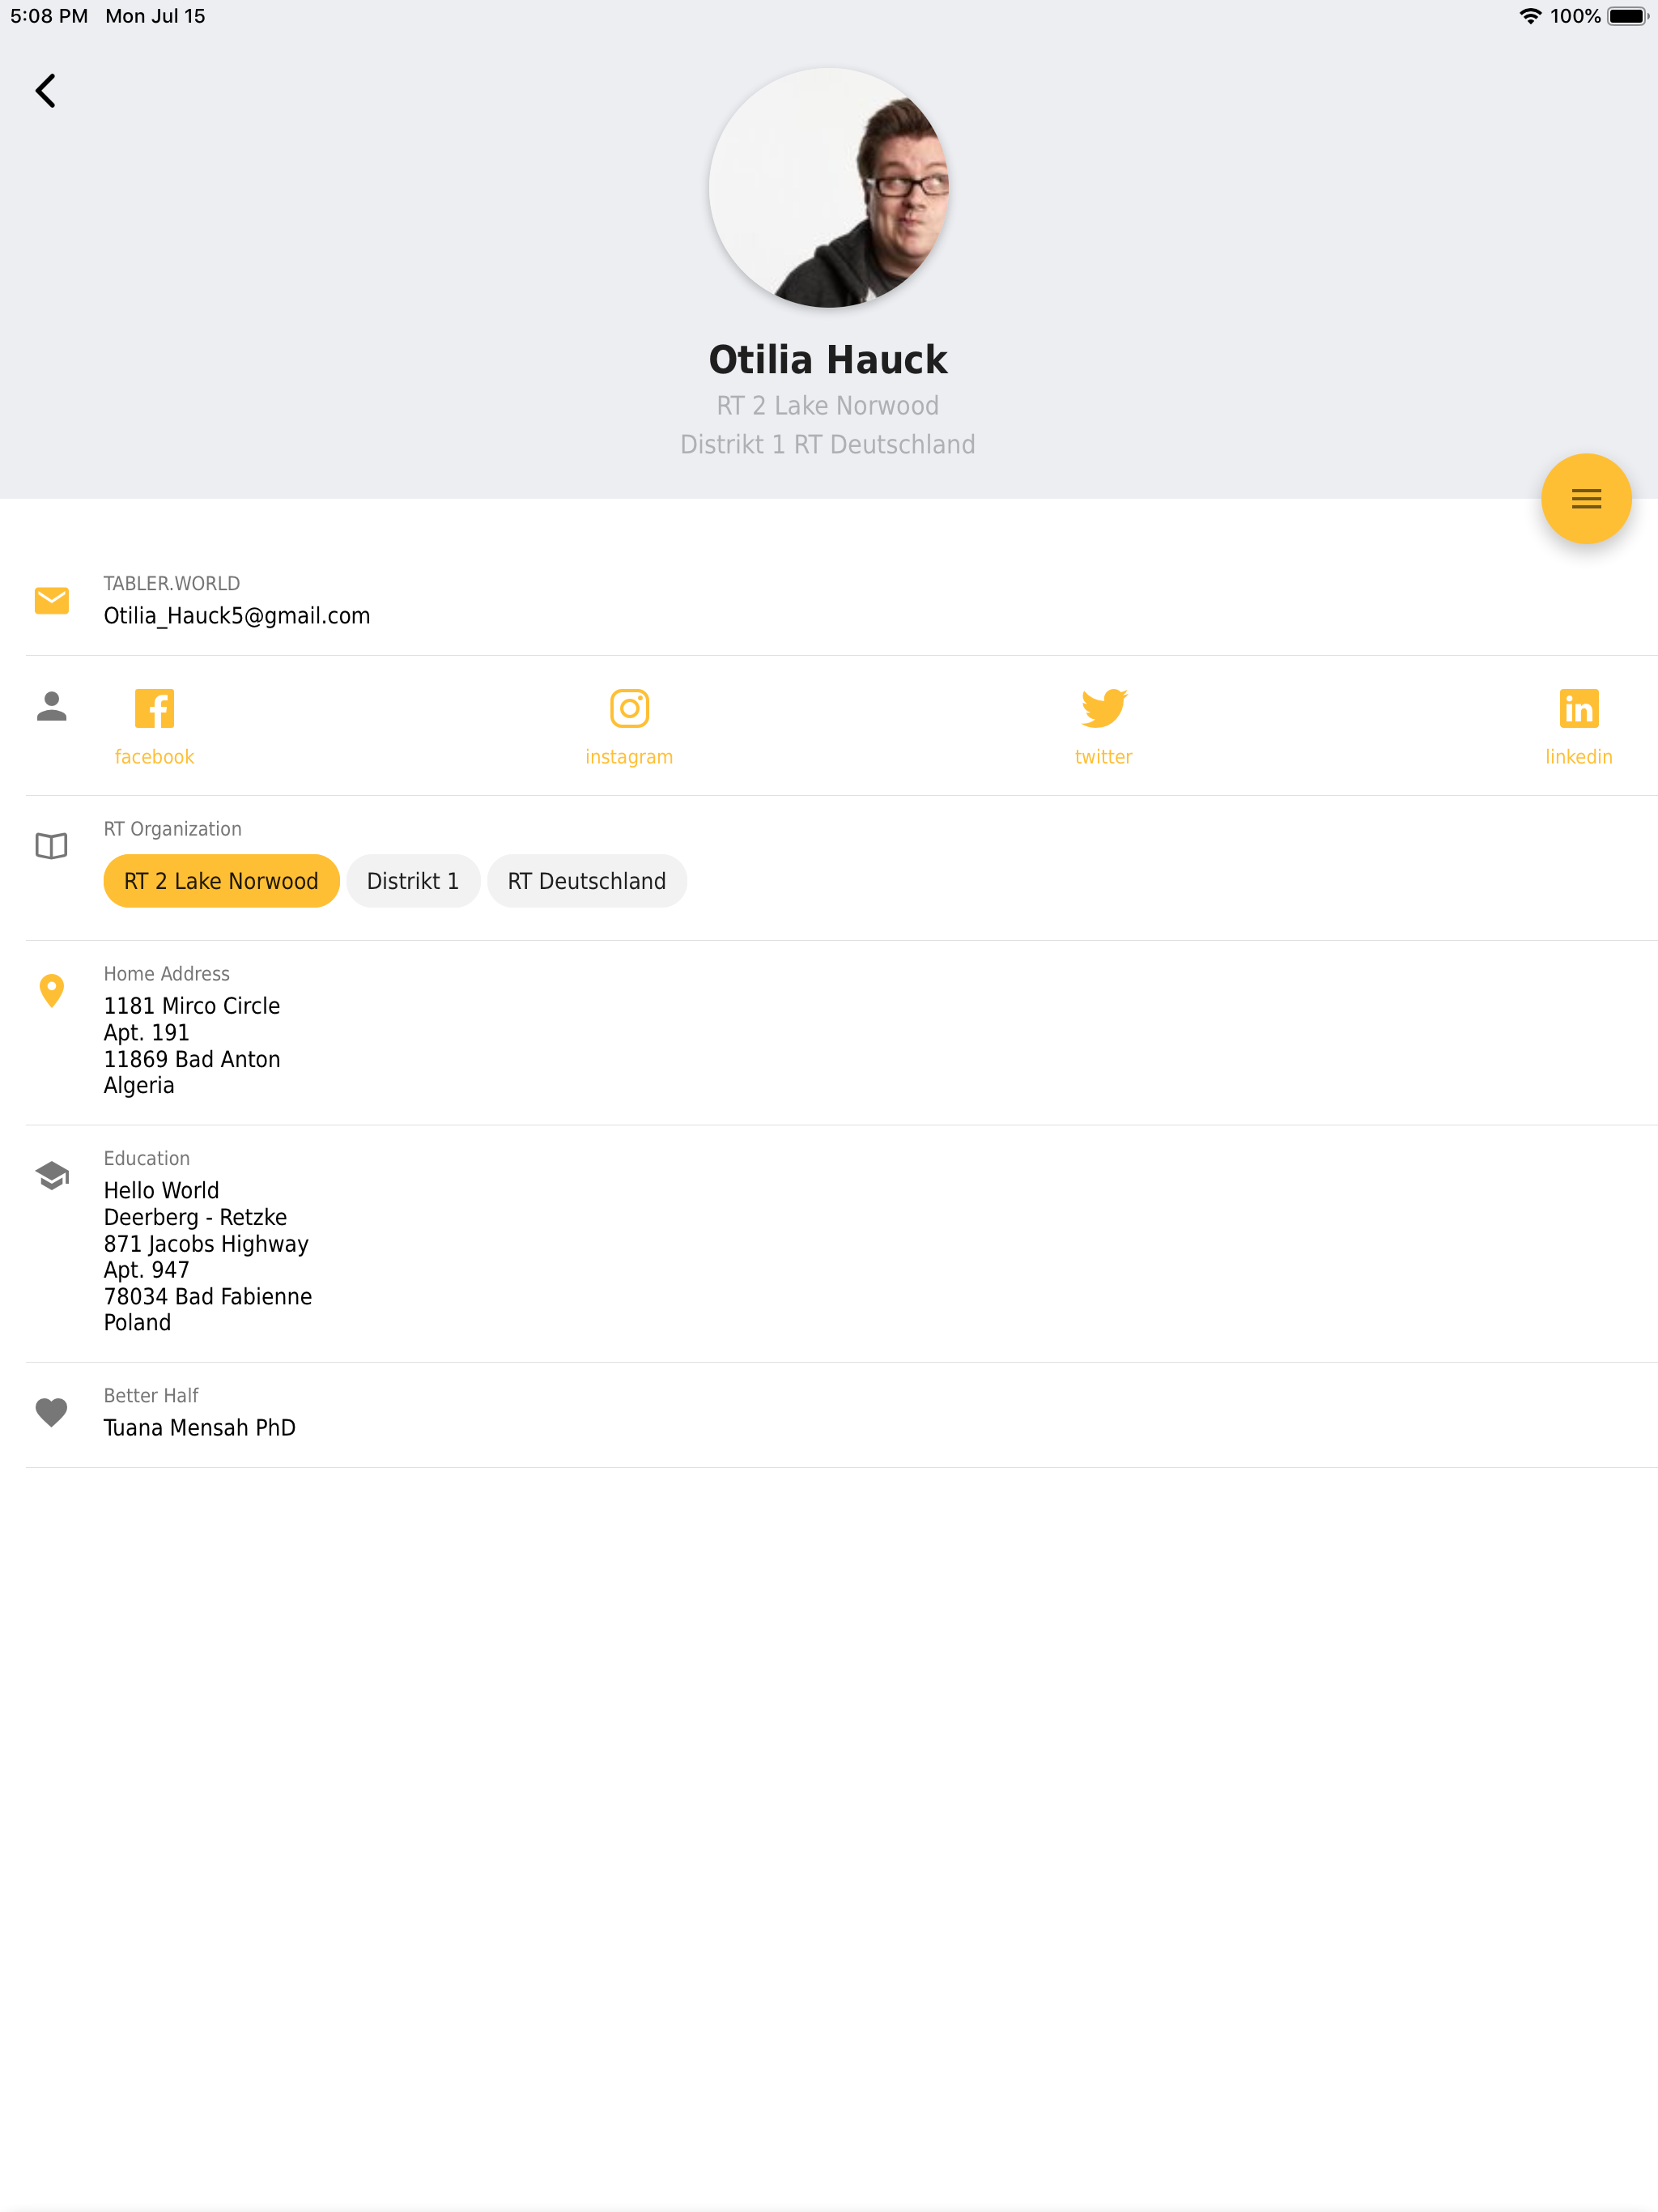 5:08 PM Mon Jul 15 100%
Otilia Hauck
RT 2 Lake Norwood
Distrikt 1 RT Deutschland
TABLER.WORLD
Otilia_Hauck5@gmail.com
facebook instagram twitter linkedin
RT Organization
RT 2 Lake Norwood Distrikt 1 RT Deutschland
Home Address
1181 Mirco Circle
Apt. 191
11869 Bad Anton
Algeria
Education
Hello World
Deerberg - Retzke
871 Jacobs Highway
Apt. 947
78034 Bad Fabienne
Poland
Better Half
Tuana Mensah PhD